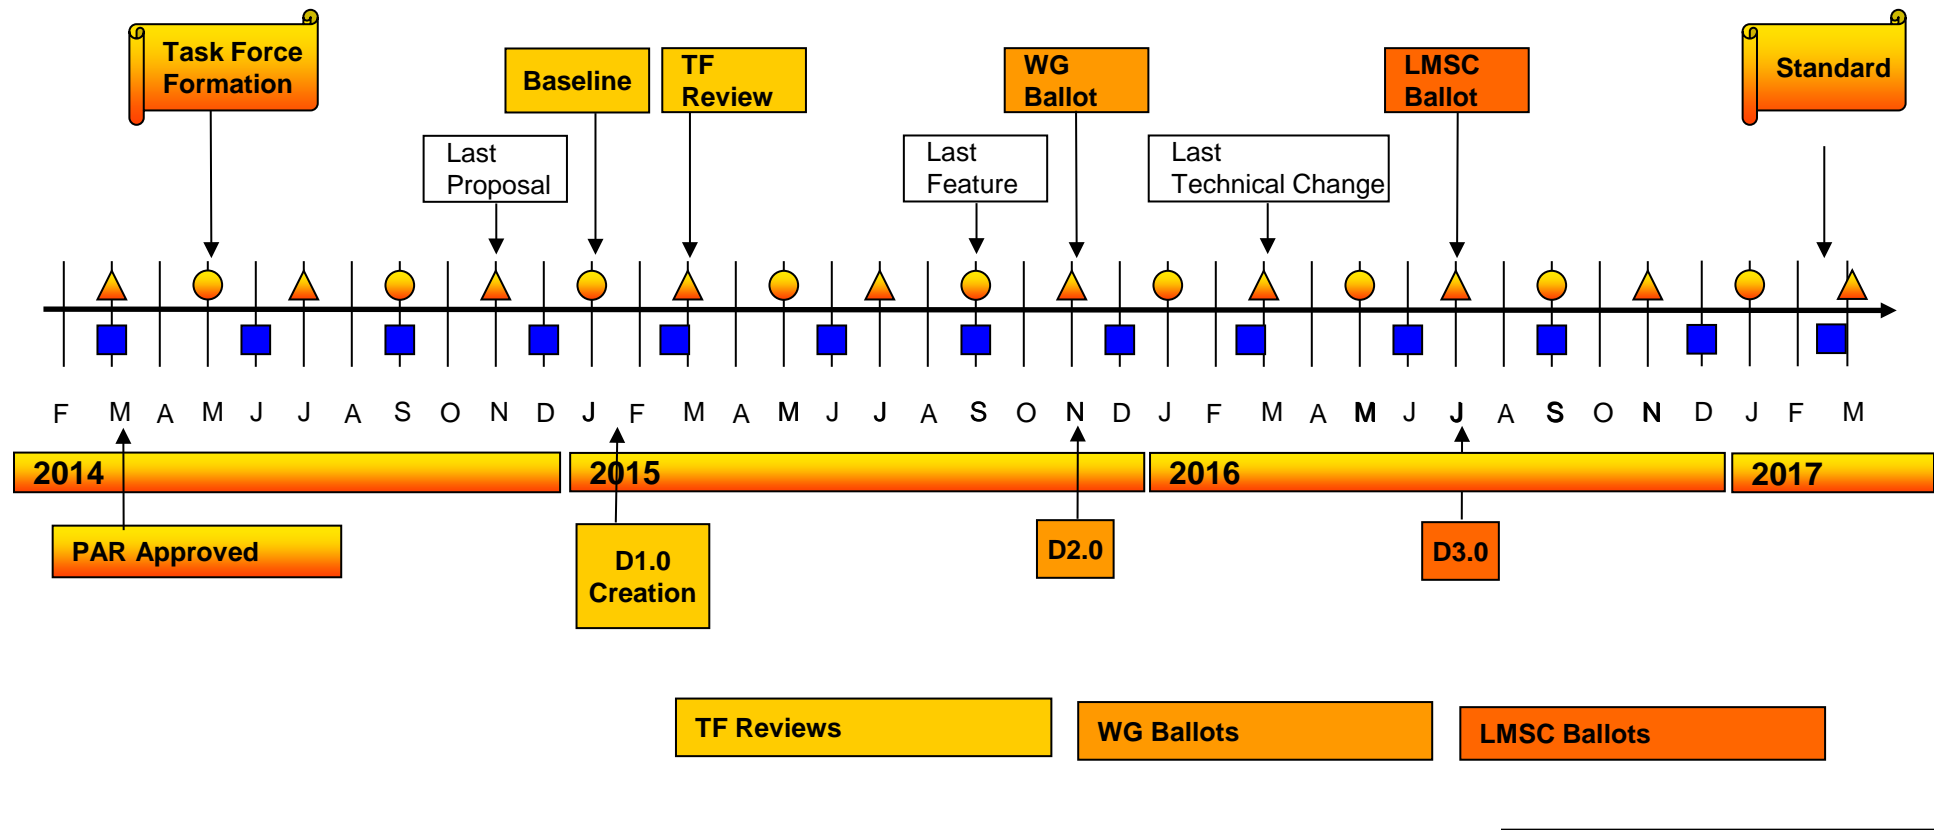 Task Force
Formation
Baseline
TF
Review
WG
Ballot
LMSC
Ballot
Standard
Last
Proposal
Last
Feature
Last
Technical Change
F M A M J J A S O N D J F M A M J J A S O N D J F M A M J J A S O N D J F M
2014
2015
2016
2017
PAR Approved
D1.0
Creation
D2.0
D3.0
TF Reviews
WG Ballots
LMSC Ballots